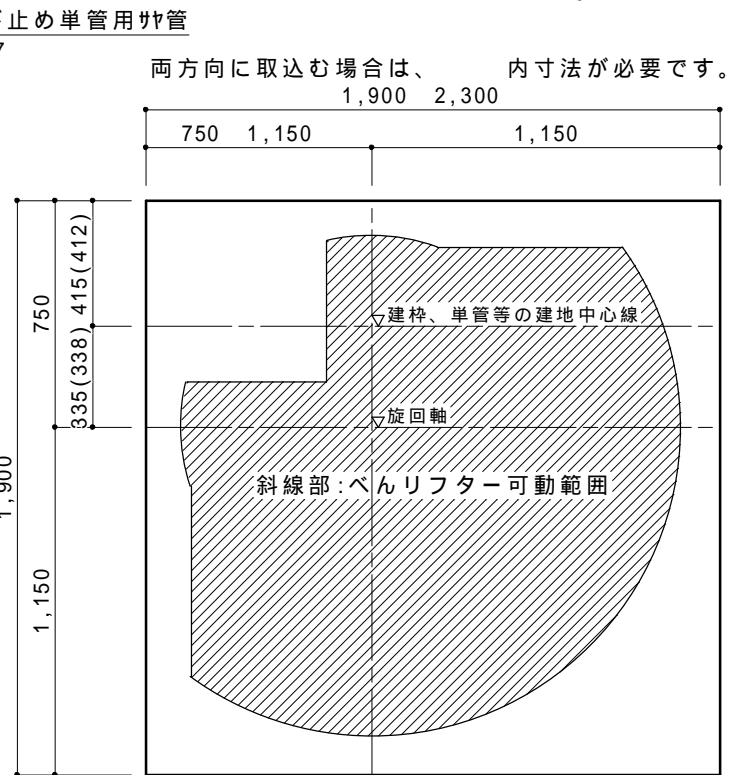 止め単管用ｻﾔ管
両方向に取込む場合は、 内寸法が必要です。
1,900 2,300
750 1,150 1,150
415(412)
750
335(338)
建枠、単管等の建地中心線
旋回軸
斜線部:べんリフター可動範囲
1,900
1,150